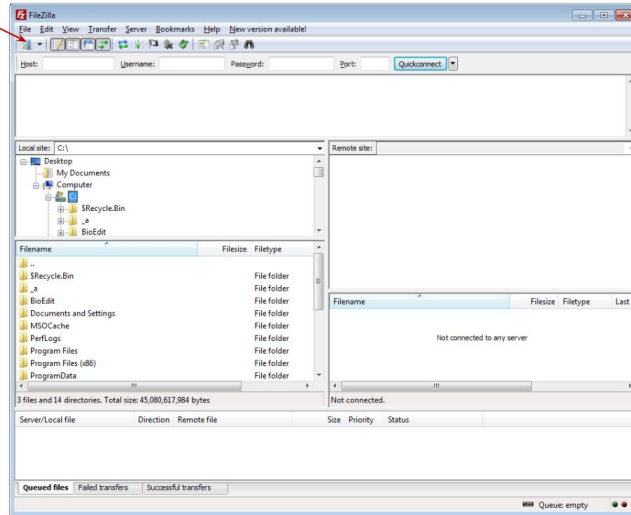 FileZilla
File Edit View Transfer Server Bookmarks Help New version available!
Host: Username: Password: Port: Quickconnect
Local site: C:\
Remote site:
Desktop
My Documents
Computer
C:
$Recycle.Bin
_a
BioEdit
Filename Filesize Filetype
..
$Recycle.Bin File folder
_a File folder
BioEdit File folder
Documents and Settings File folder
MSOCache File folder
PerfLogs File folder
Program Files File folder
Program Files (x86) File folder
ProgramData File folder
3 files and 14 directories. Total size: 45,080,617,984 bytes
Filename Filesize Filetype Last
Not connected to any server
Not connected.
Server/Local file Direction Remote file Size Priority Status
Queued files Failed transfers Successful transfers
Queue: empty